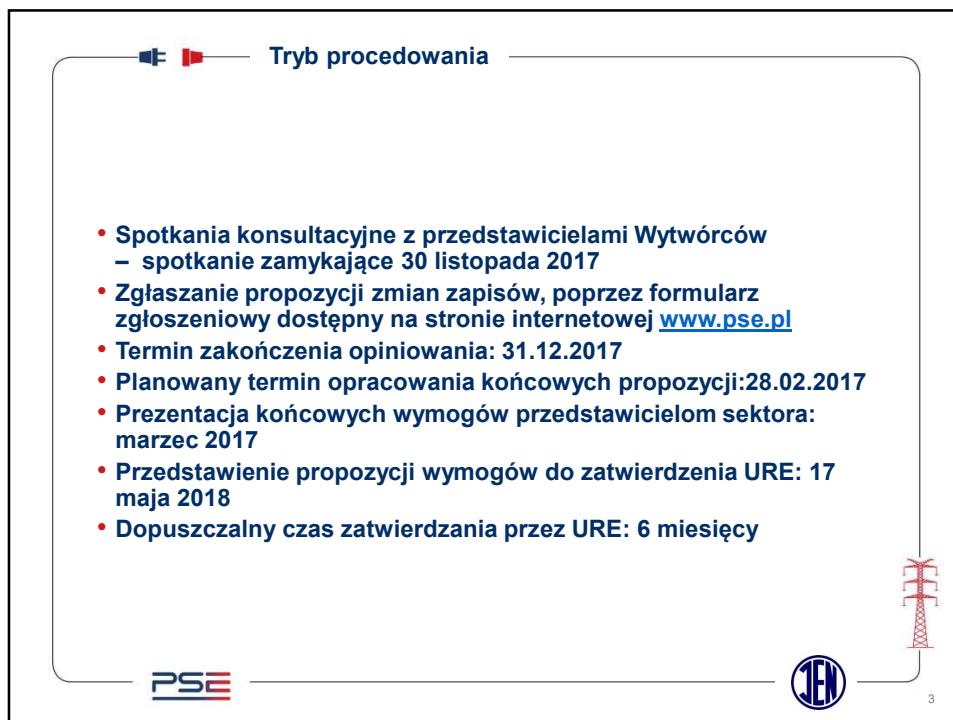 Tryb procedowania
• Spotkania konsultacyjne z przedstawicielami Wytwórców
– spotkanie zamykające 30 listopada 2017
• Zgłaszanie propozycji zmian zapisów, poprzez formularz
zgłoszeniowy dostępny na stronie internetowej www.pse.pl
• Termin zakończenia opiniowania: 31.12.2017
• Planowany termin opracowania końcowych propozycji:28.02.2017
• Prezentacja końcowych wymogów przedstawicielom sektora:
marzec 2017
• Przedstawienie propozycji wymogów do zatwierdzenia URE: 17
maja 2018
• Dopuszczalny czas zatwierdzania przez URE: 6 miesięcy
PSE
IEN
3